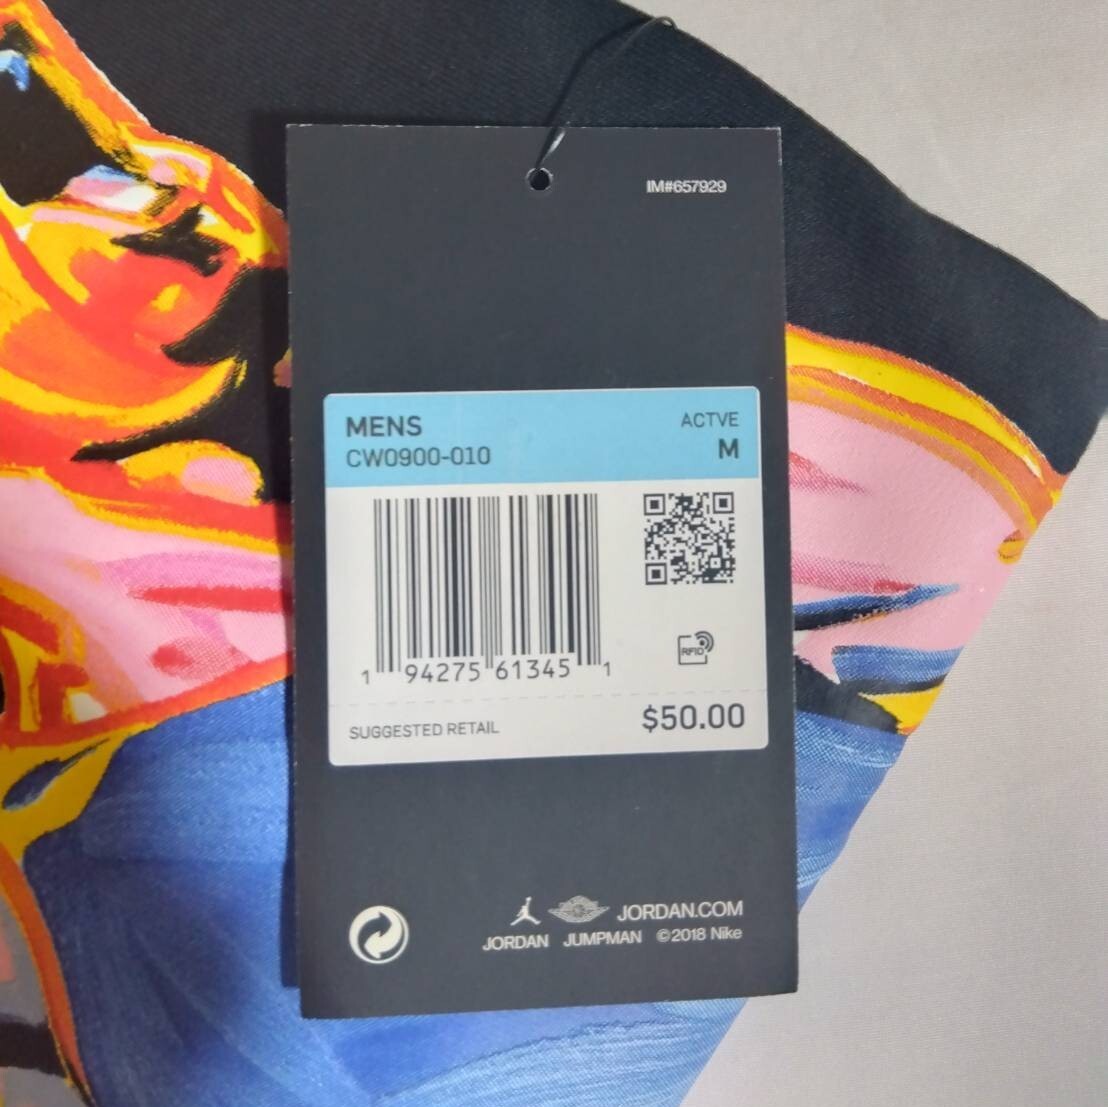 IM#657929
MENS
ACTVE
CW0900-010
M
RFID
1 94275 61345 1
SUGGESTED RETAIL
$50.00
JORDAN.COM
JORDAN JUMPMAN ©2018 Nike